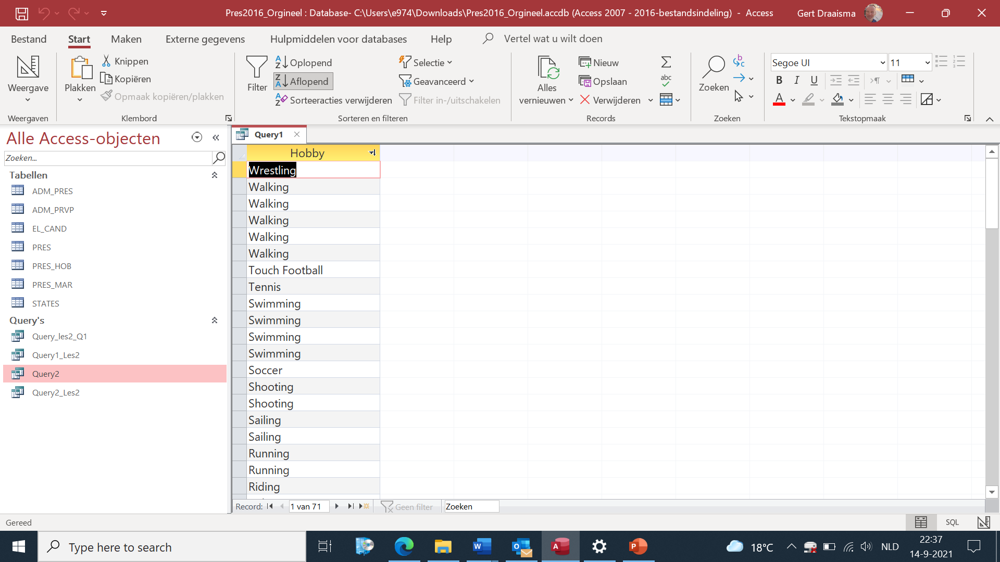 Pres2016_Orgineel : Database- C:\Users\e974\Downloads\Pres2016_Orgineel.accdb (Access 2007 - 2016-bestandsindeling)  -  Access
Gert Draaisma
Bestand
Start
Maken
Externe gegevens
Hulpmiddelen voor databases
Help
Vertel wat u wilt doen
Weergave
Weergaven
Plakken
Knippen
Kopiëren
Opmaak kopiëren/plakken
Klembord
Filter
Oplopend
Aflopend
Sorteeracties verwijderen
Selectie
Geavanceerd
Filter in-/uitschakelen
Sorteren en filteren
Alles
vernieuwen
Nieuw
Opslaan
Verwijderen
Records
Zoeken
Zoeken
Segoe UI
11
B I U
A
Tekstopmaak
Alle Access-objecten
Zoeken...
Tabellen
ADM_PRES
ADM_PRVP
EL_CAND
PRES
PRES_HOB
PRES_MAR
STATES
Query's
Query_les2_Q1
Query1_Les2
Query2
Query2_Les2
Query1
Hobby
Wrestling
Walking
Walking
Walking
Walking
Walking
Touch Football
Tennis
Swimming
Swimming
Swimming
Swimming
Soccer
Shooting
Shooting
Sailing
Sailing
Running
Running
Riding
Record:
1 van 71
Geen filter
Zoeken
Gereed
SQL
Type here to search
18°C
NLD
22:37
14-9-2021